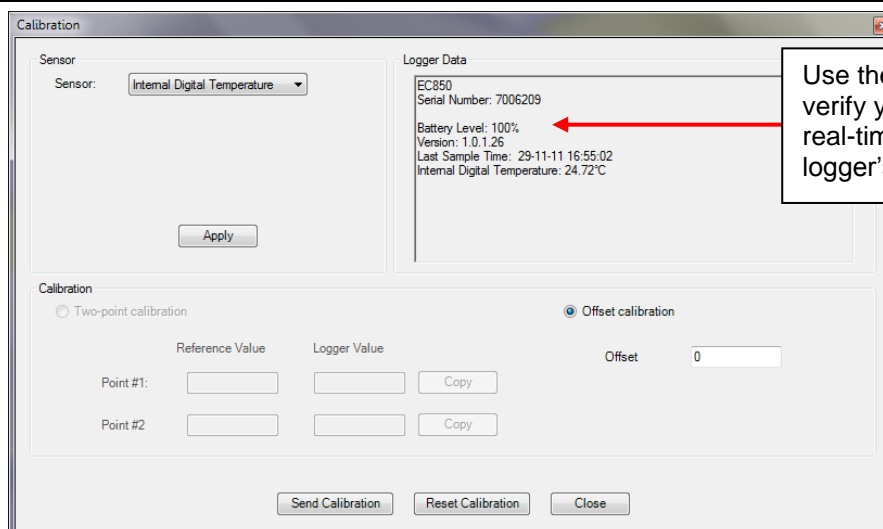 Calibration
Sensor
Sensor: Internal Digital Temperature
Apply
Logger Data
EC850
Serial Number: 7006209
Battery Level: 100%
Version: 1.0.1.26
Last Sample Time: 29-11-11 16:55:02
Internal Digital Temperature: 24.72°C
Use the
verify y
real-tim
logger'
Calibration
Two-point calibration
Offset calibration
Reference Value Logger Value
Offset 0
Point #1: Copy
Point #2 Copy
Send Calibration Reset Calibration Close